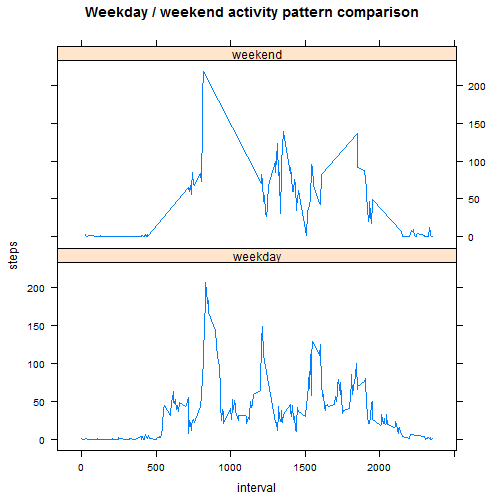 Weekday / weekend activity pattern comparison
weekend
200
150
100
50
0
steps
weekday
200
150
100
50
0
0 500 1000 1500 2000
interval